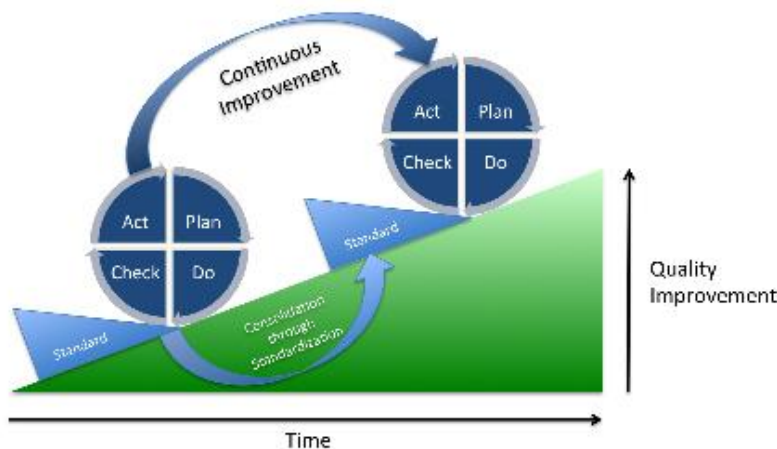 Continuous
Improvement
Act
Plan
Check
Do
Act
Plan
Check
Do
Standard
Standard
Consolidation
through
Standardization
Quality
Improvement
Time